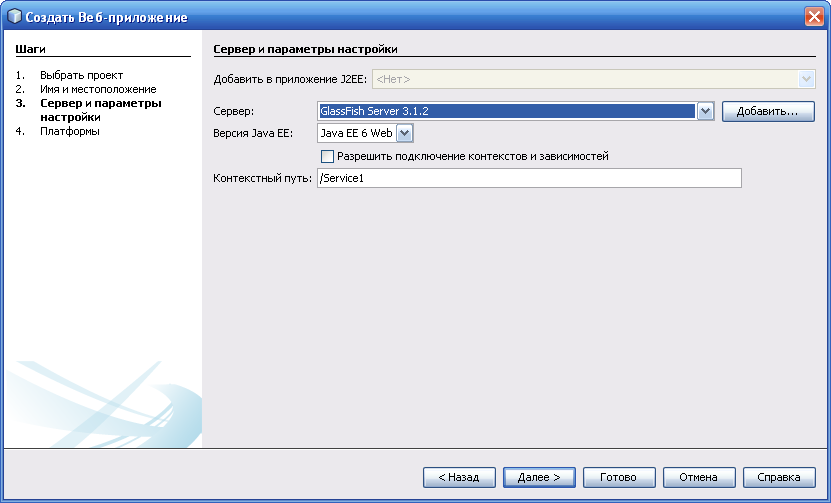 Создать Веб-приложение
Шаги
1. Выбрать проект
2. Имя и местоположение
3. Сервер и параметры
настройки
4. Платформы
Сервер и параметры настройки
Добавить в приложение J2EE: <Нет>
Сервер: GlassFish Server 3.1.2 Добавить...
Версия Java EE: Java EE 6 Web
Разрешить подключение контекстов и зависимостей
Контекстный путь: /Service1
< Назад Далее > Готово Отмена Справка